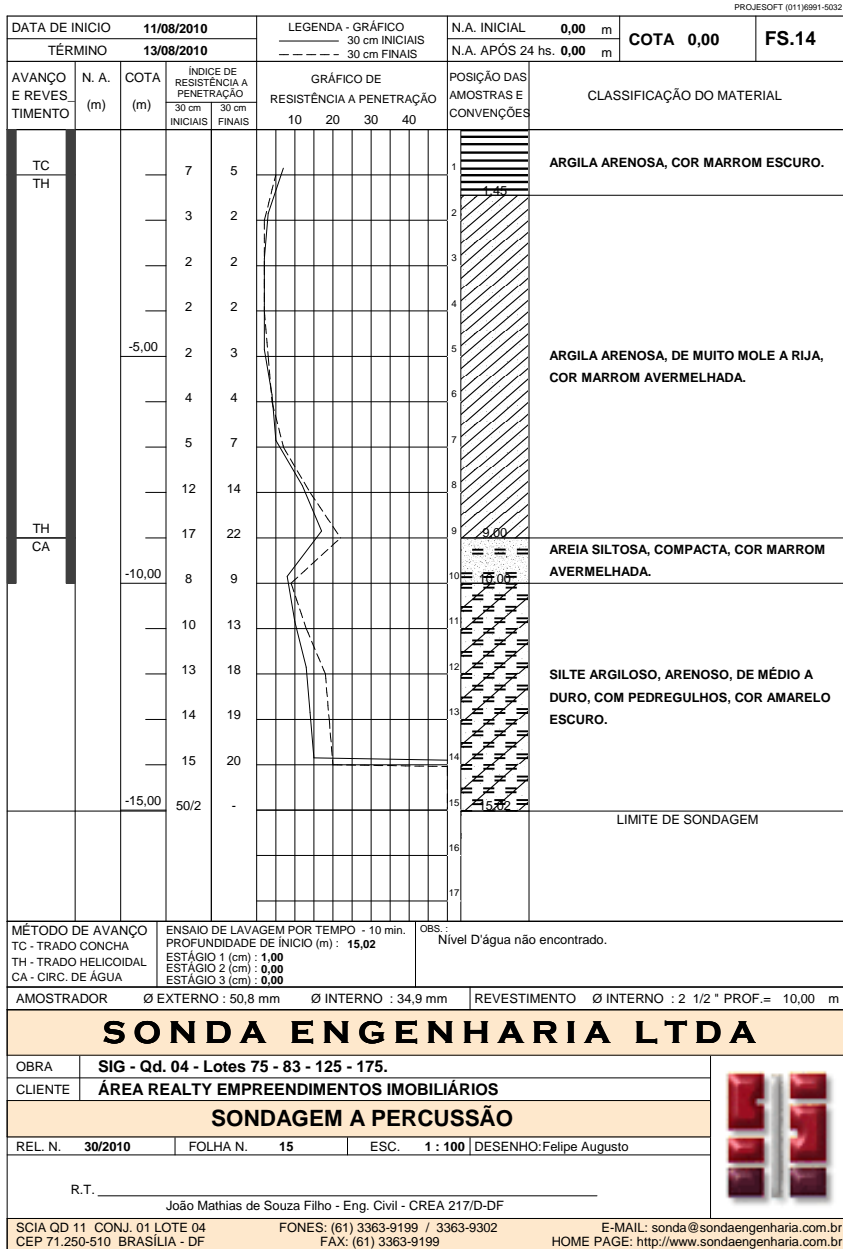 PROJESOFT (011)6991-5032
DATA DE INICIO 11/08/2010
TÉRMINO 13/08/2010
LEGENDA - GRÁFICO
30 cm INICIAIS
30 cm FINAIS
N.A. INICIAL 0,00 m
N.A. APÓS 24 hs. 0,00 m
COTA 0,00
FS.14
AVANÇO E REVES_ TIMENTO
N. A. (m)
COTA (m)
ÍNDICE DE RESISTÊNCIA A PENETRAÇÃO
30 cm INICIAIS
30 cm FINAIS
GRÁFICO DE
RESISTÊNCIA A PENETRAÇÃO
10 20 30 40
POSIÇÃO DAS AMOSTRAS E CONVENÇÕES
CLASSIFICAÇÃO DO MATERIAL
TC
TH
7 5
1
1,45
ARGILA ARENOSA, COR MARROM ESCURO.
3 2
2
2 2
3
2 2
4
-5,00
2 3
5
ARGILA ARENOSA, DE MUITO MOLE A RIJA,
COR MARROM AVERMELHADA.
4 4
6
5 7
7
12 14
8
TH
CA
17 22
9
9,00
AREIA SILTOSA, COMPACTA, COR MARROM
AVERMELHADA.
-10,00
8 9
10
10,00
10 13
11
13 18
12
SILTE ARGILOSO, ARENOSO, DE MÉDIO A
DURO, COM PEDREGULHOS, COR AMARELO
ESCURO.
14 19
13
15 20
14
-15,00
50/2 -
15
15,02
LIMITE DE SONDAGEM
16
17
MÉTODO DE AVANÇO
TC - TRADO CONCHA
TH - TRADO HELICOIDAL
CA - CIRC. DE ÁGUA
ENSAIO DE LAVAGEM POR TEMPO - 10 min.
PROFUNDIDADE DE ÍNICIO (m) : 15,02
ESTÁGIO 1 (cm) : 1,00
ESTÁGIO 2 (cm) : 0,00
ESTÁGIO 3 (cm) : 0,00
OBS. :
Nível D'água não encontrado.
AMOSTRADOR Ø EXTERNO : 50,8 mm Ø INTERNO : 34,9 mm REVESTIMENTO Ø INTERNO : 2 1/2 " PROF.= 10,00 m
SONDA ENGENHARIA LTDA
OBRA SIG - Qd. 04 - Lotes 75 - 83 - 125 - 175.
CLIENTE ÁREA REALTY EMPREENDIMENTOS IMOBILIÁRIOS
SONDAGEM A PERCUSSÃO
REL. N. 30/2010 FOLHA N. 15 ESC. 1 : 100 DESENHO:Felipe Augusto
R.T.
João Mathias de Souza Filho - Eng. Civil - CREA 217/D-DF
SCIA QD 11 CONJ. 01 LOTE 04 FONES: (61) 3363-9199 / 3363-9302 E-MAIL: sonda@sondaengenharia.com.br
CEP 71.250-510 BRASÍLIA - DF FAX: (61) 3363-9199 HOME PAGE: http://www.sondaengenharia.com.br